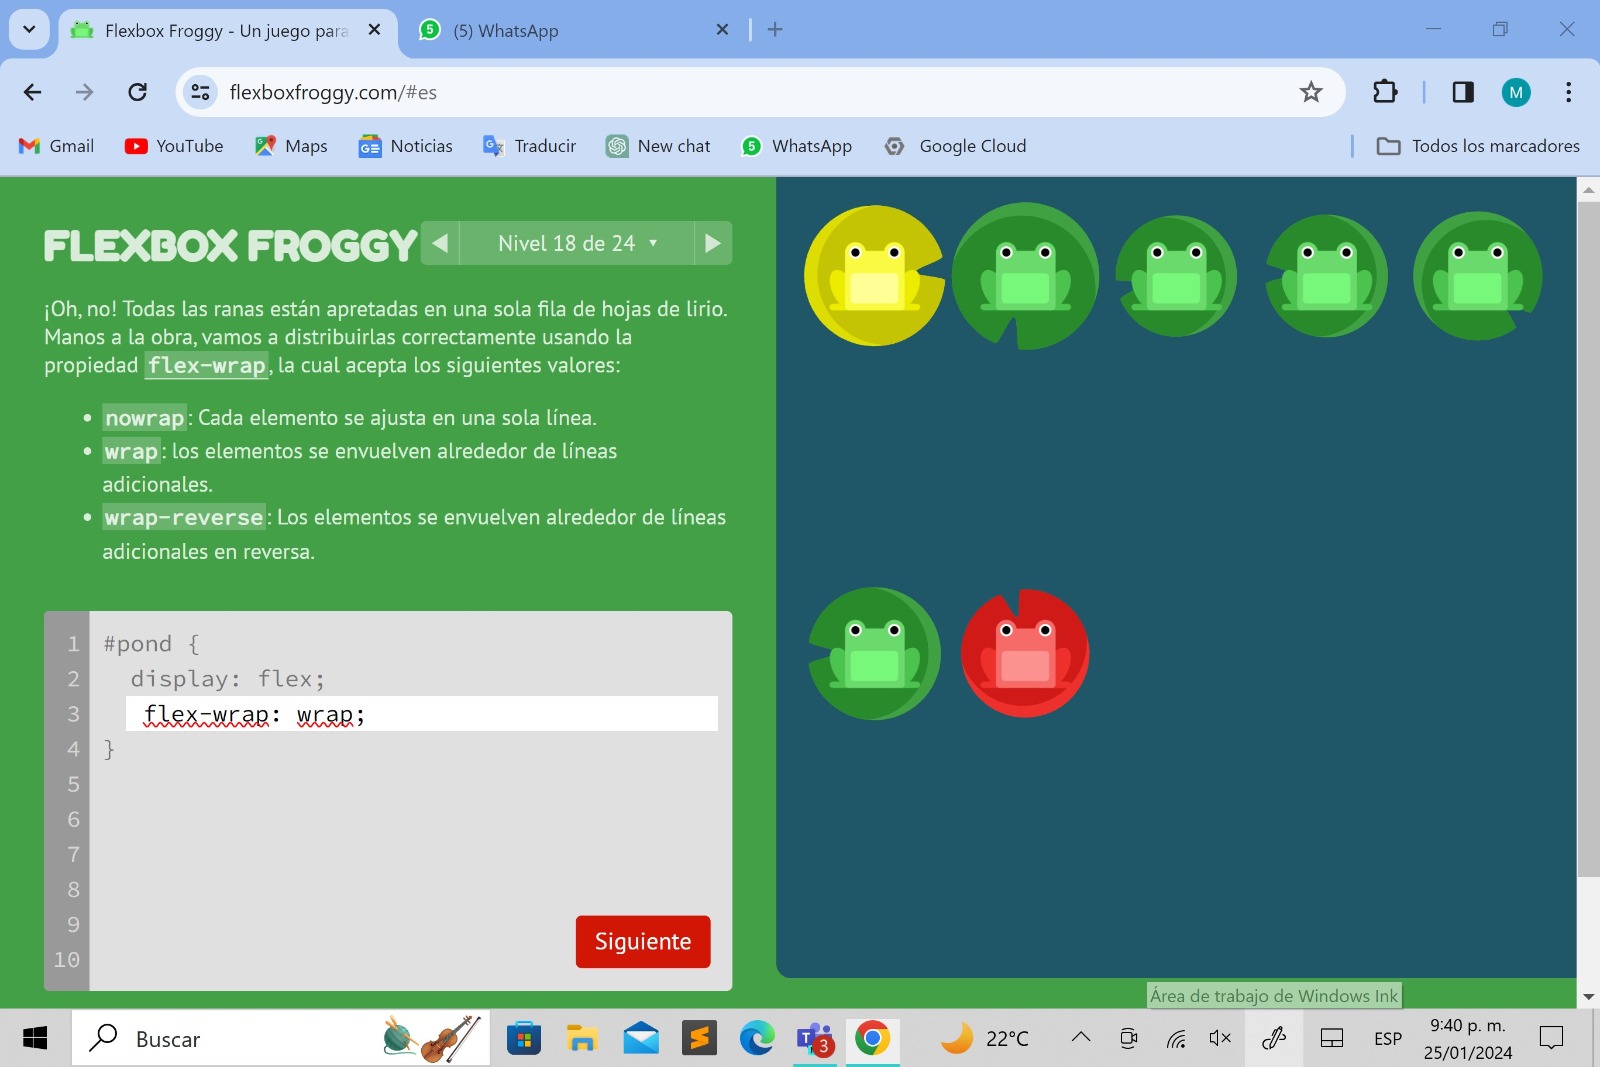 Flexbox Froggy - Un juego para
(5) WhatsApp
flexboxfroggy.com/#es
M
Gmail
YouTube
Maps
Noticias
Traducir
New chat
5
WhatsApp
Google Cloud
Todos los marcadores
FLEXBOX FROGGY
Nivel 18 de 24
¡Oh, no! Todas las ranas están apretadas en una sola fila de hojas de lirio.
Manos a la obra, vamos a distribuirlas correctamente usando la
propiedad flex-wrap, la cual acepta los siguientes valores:
• nowrap: Cada elemento se ajusta en una sola línea.
• wrap: los elementos se envuelven alrededor de líneas
adicionales.
• wrap-reverse: Los elementos se envuelven alrededor de líneas
adicionales en reversa.
1 #pond {
2 display: flex;
3 flex-wrap: wrap;
4 }
5
6
7
8
9
10
Siguiente
Área de trabajo de Windows Ink
Buscar
3
22°C
ESP
9:40 p. m.
25/01/2024